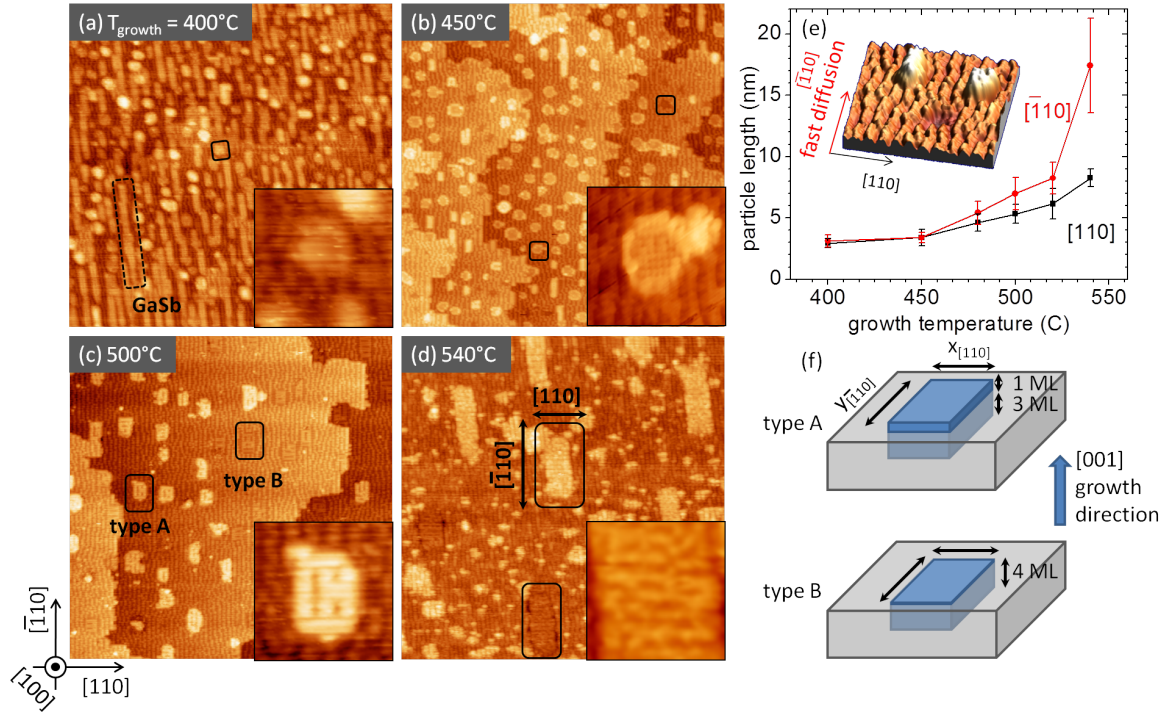 (a) T_growth = 400°C
GaSb
(b) 450°C
(c) 500°C
type A
type B
[1̄10]
[110]
[100]
(d) 540°C
[110]
[1̄10]
(e)
particle length (nm)
20
15
10
5
0
[1̄10]
fast diffusion
[110]
[1̄10]
[110]
400
450
500
550
growth temperature (C)
(f)
x[110]
y[1̄10]
1 ML
3 ML
type A
[001]
growth
direction
type B
4 ML